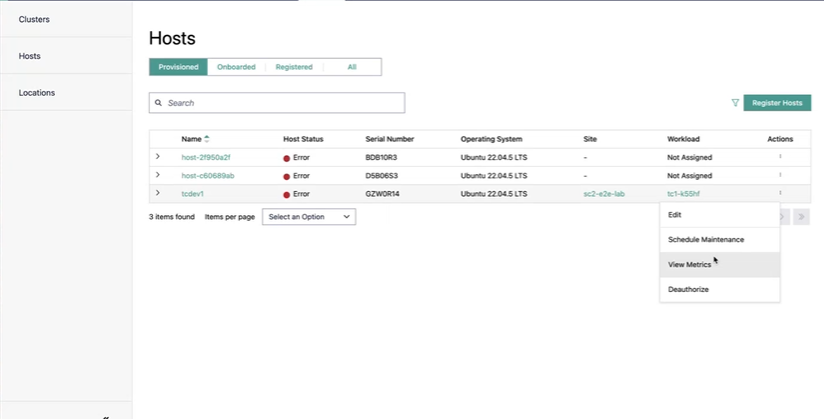 Clusters
Hosts
Locations
Hosts
Provisioned Onboarded Registered All
Search
Register Hosts
Name Host Status Serial Number Operating System Site Workload Actions
host-2f950a2f Error BDB10R3 Ubuntu 22.04.5 LTS - Not Assigned
host-c60689ab Error D5B06S3 Ubuntu 22.04.5 LTS - Not Assigned
tcdev1 Error GZW0R14 Ubuntu 22.04.5 LTS sc2-e2e-lab tc1-k55hf
3 items found Items per page Select an Option
Edit
Schedule Maintenance
View Metrics
Deauthorize